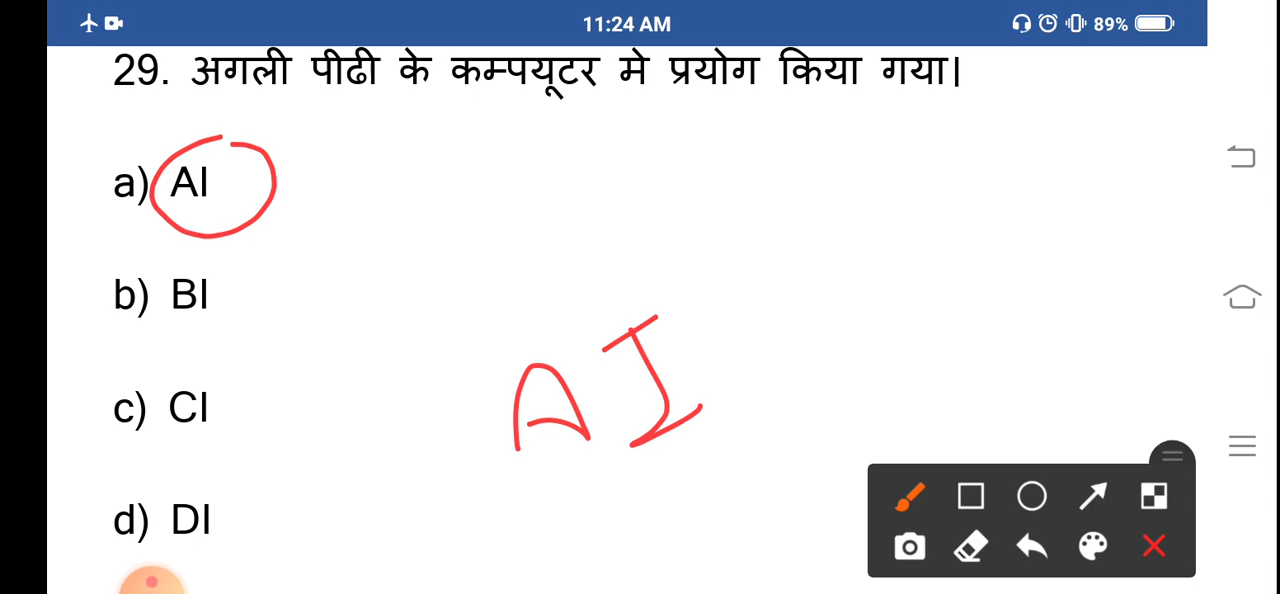 11:24 AM
89%
29. अगली पीढी के कम्पयूटर मे प्रयोग किया गया।
a) AI
b) BI
c) CI
AI
d) DI